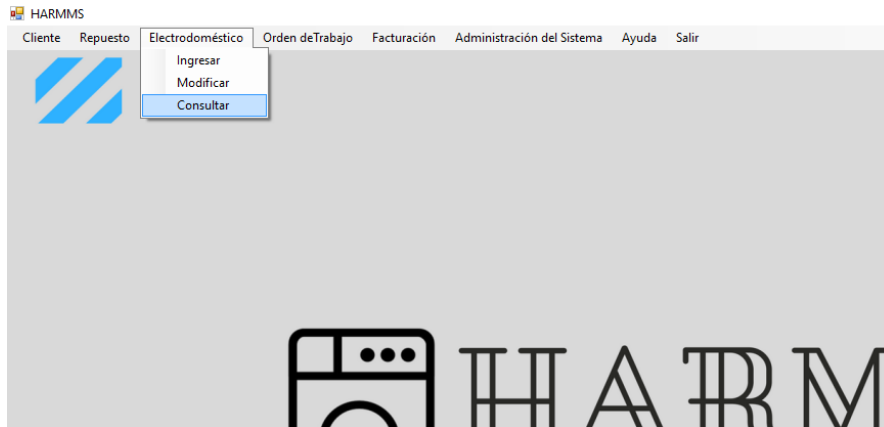 HARMMS
Cliente Repuesto Electrodoméstico Orden deTrabajo Facturación Administración del Sistema Ayuda Salir
Ingresar
Modificar
Consultar
HARM